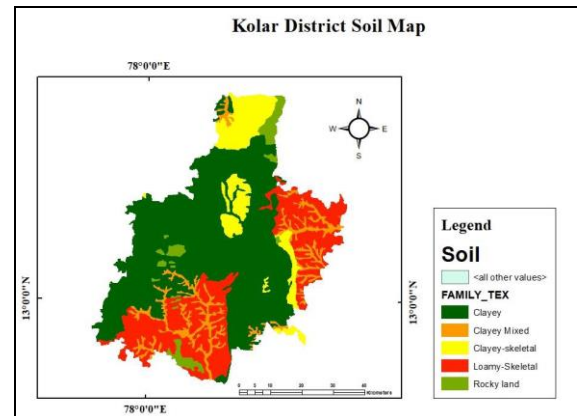 Kolar District Soil Map
78°0'0"E
N
W E
S
13°0'0"N
13°0'0"N
Legend
Soil
<all other values>
FAMILY_TEX
Clayey
Clayey Mixed
Clayey-skeletal
Loamy-Skeletal
Rocky land
Kilometers
78°0'0"E